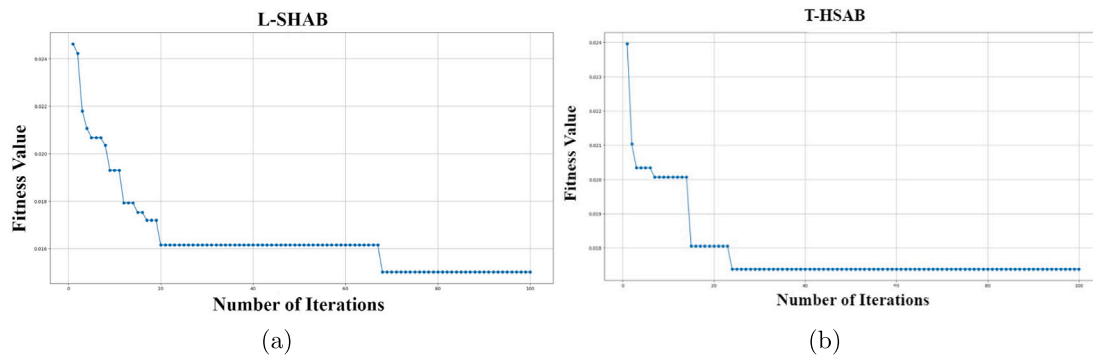 L-SHAB
Fitness Value
0.024
0.022
0.020
0.018
0.016
0 20 40 60 80 100
Number of Iterations
(a)
T-HSAB
Fitness Value
0.024
0.023
0.022
0.021
0.020
0.019
0.018
0 20 40 60 80 100
Number of Iterations
(b)